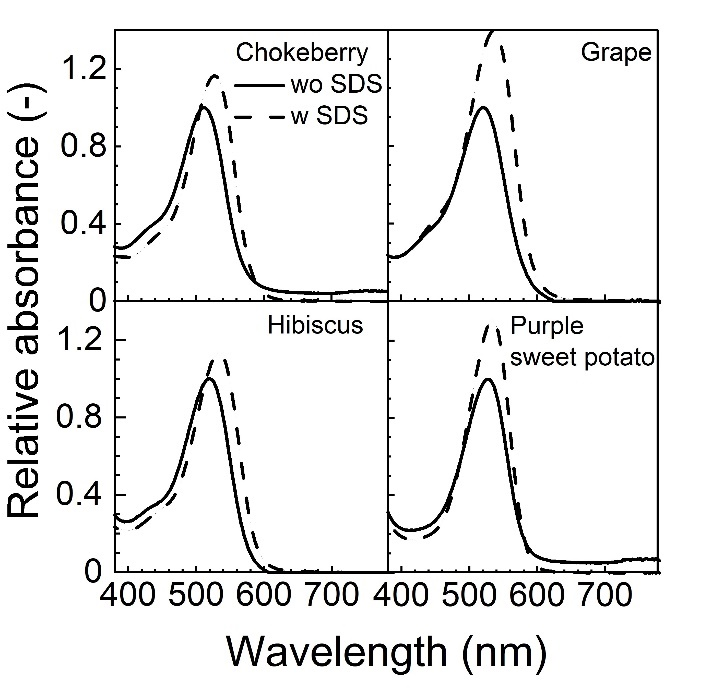 Relative absorbance (-)
Chokeberry
wo SDS
w SDS
Grape
1.2
0.8
0.4
0
Hibiscus
Purple
sweet potato
1.2
0.8
0.4
0
400 500 600 700 400 500 600 700
Wavelength (nm)